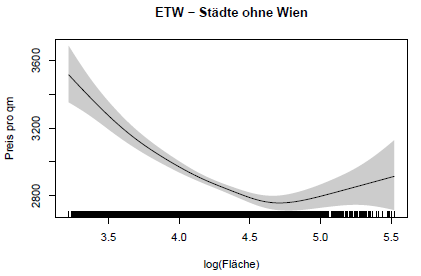 ETW − Städte ohne Wien
Preis pro qm
3600
3200
2800
3.5 4.0 4.5 5.0 5.5
log(Fläche)